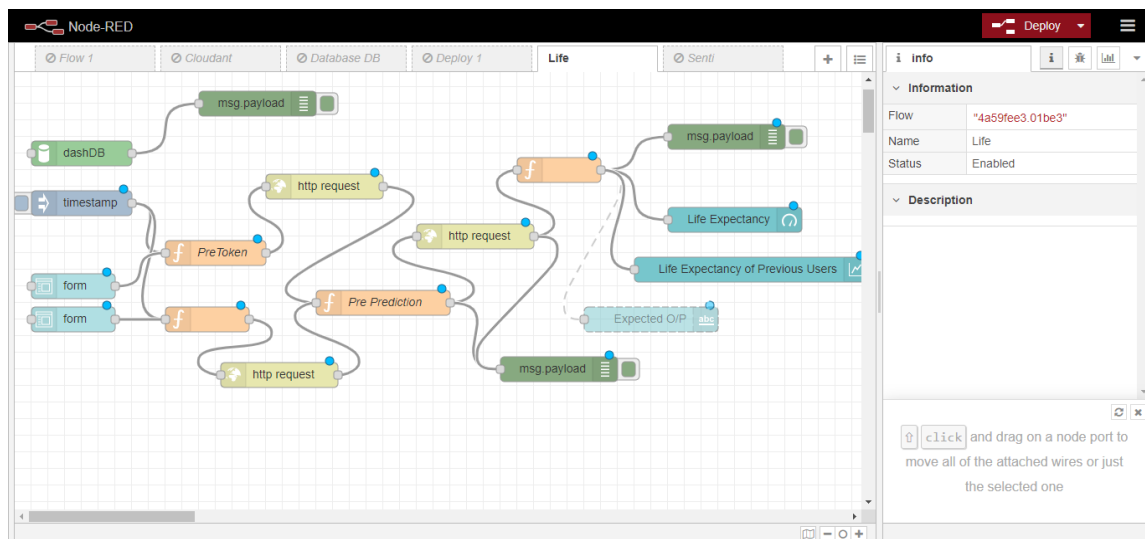 Node-RED
Deploy
Flow 1
Cloudant
Database DB
Deploy 1
Life
Senti
i info
i
msg.payload
dashDB
timestamp
http request
PreToken
form
form
http request
Pre Prediction
http request
msg.payload
msg.payload
Life Expectancy
Life Expectancy of Previous Users
Expected O/P
abc
Information
Flow "4a59fee3.01be3"
Name Life
Status Enabled
Description
⇧ click and drag on a node port to
move all of the attached wires or just
the selected one